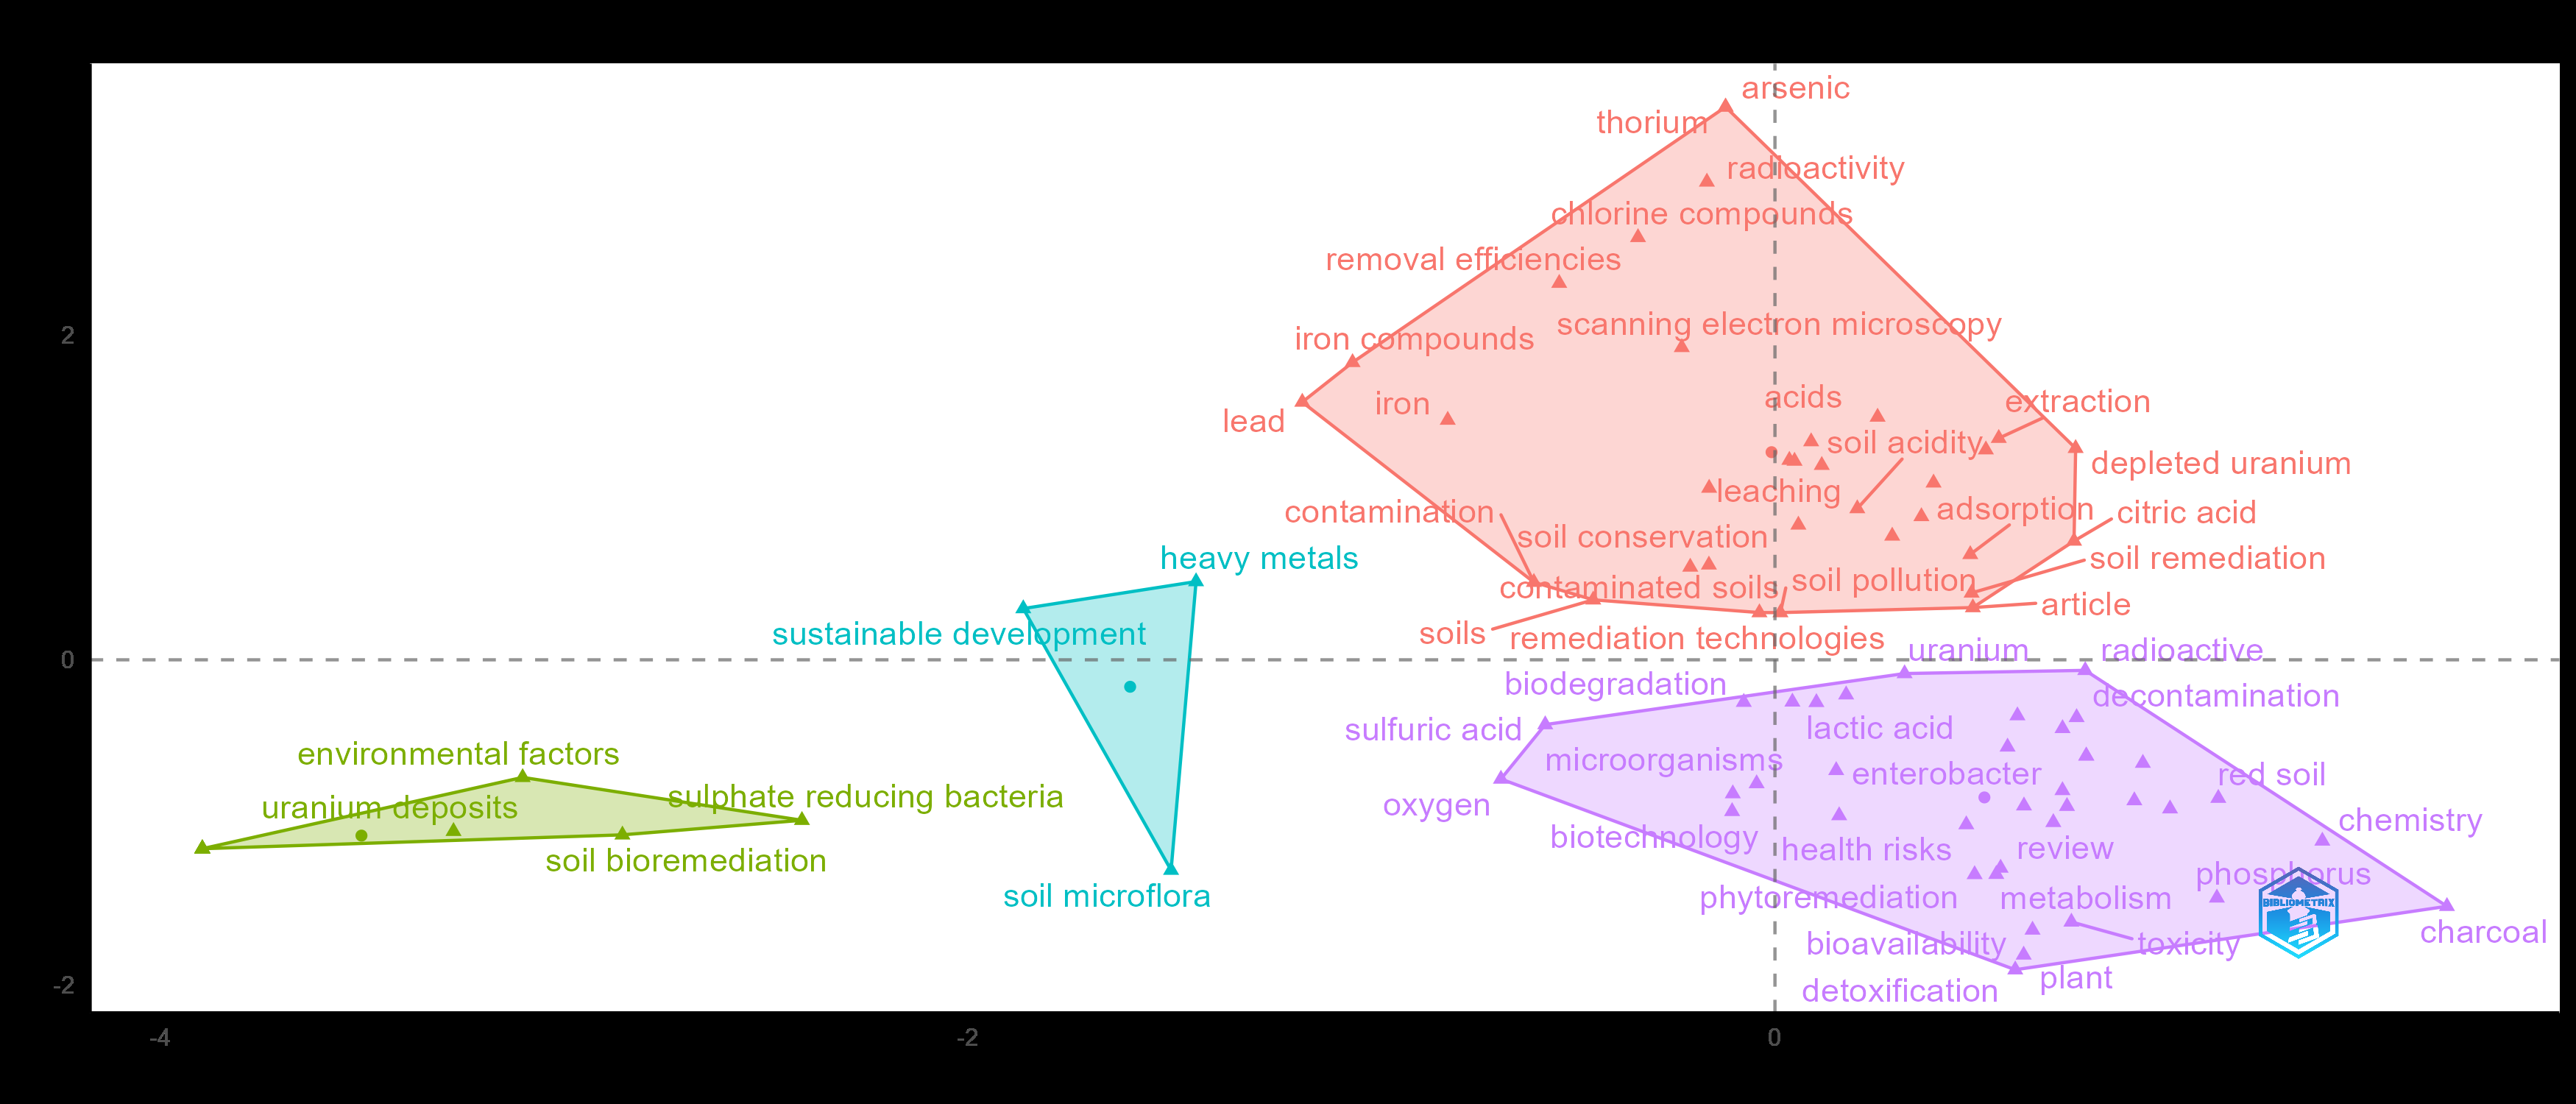 arsenic
thorium
radioactivity
chlorine compounds
removal efficiencies
2
scanning electron microscopy
iron compounds
acids
extraction
iron
lead
soil acidity
depleted uranium
leaching
contamination
adsorption
citric acid
soil conservation
heavy metals
soil remediation
contaminated soils
soil pollution
article
sustainable development
soils
remediation technologies
0
uranium
radioactive
biodegradation
decontamination
sulfuric acid
lactic acid
environmental factors
microorganisms
enterobacter
red soil
sulphate reducing bacteria
uranium deposits
oxygen
chemistry
biotechnology
health risks
review
soil bioremediation
phosphorus
soil microflora
phytoremediation
metabolism
BIBLIOMETRIX
charcoal
bioavailability
toxicity
-2
plant
detoxification
-4
-2
0